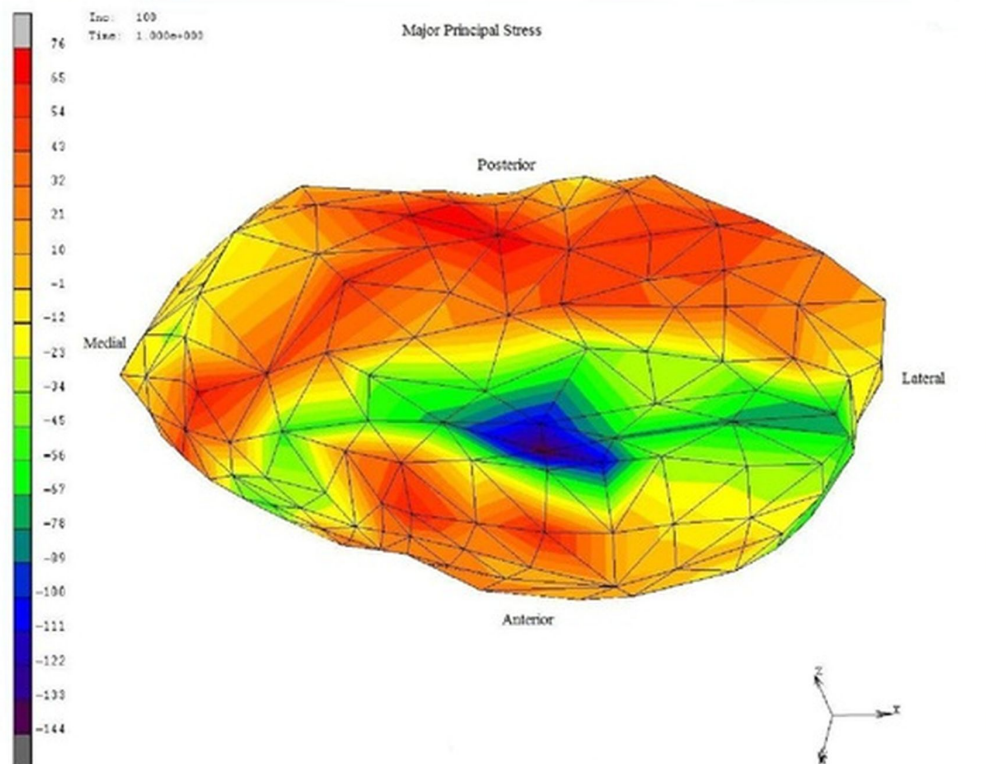 Inc: 100
Time: 1.000e+000
Major Principal Stress
76
65
54
43
32
21
10
-1
-12
-23
-34
-45
-56
-67
-78
-89
-100
-111
-122
-133
-144
Posterior
Medial
Lateral
Anterior
Z